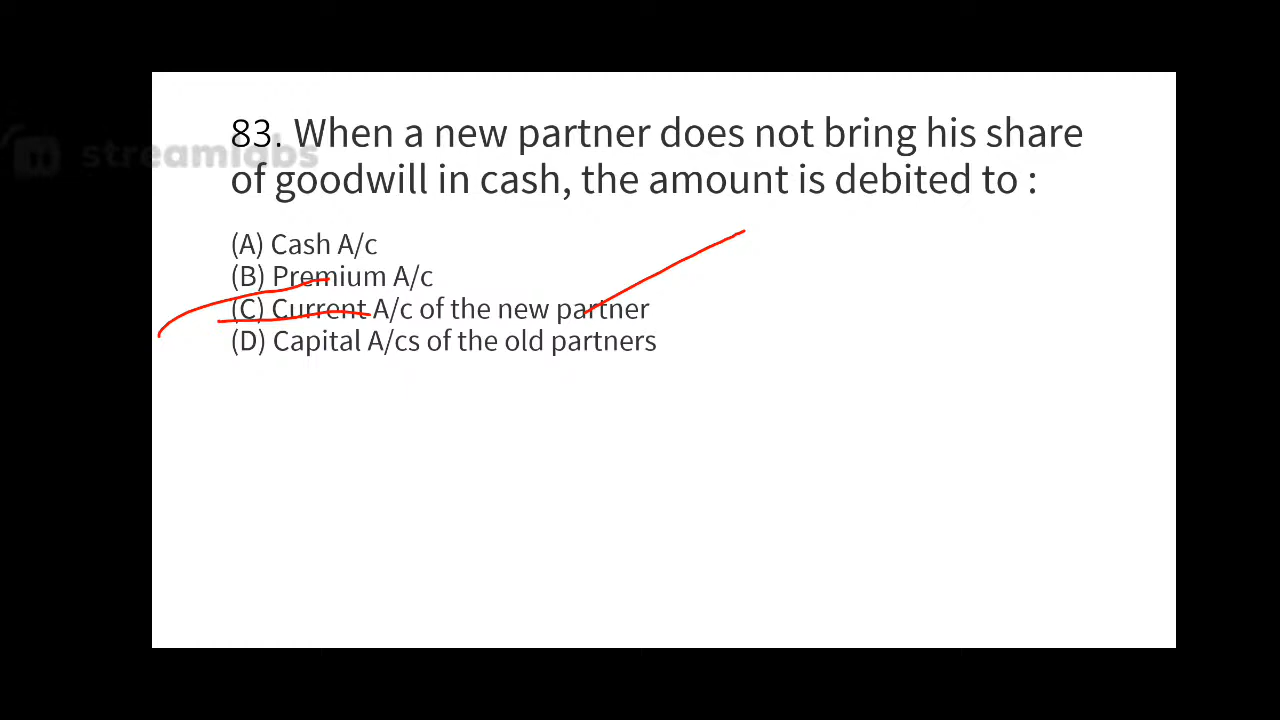 83. When a new partner does not bring his share
of goodwill in cash, the amount is debited to :
(A) Cash A/c
(B) Premium A/c
(C) Current A/c of the new partner
(D) Capital A/cs of the old partners
streamlabs